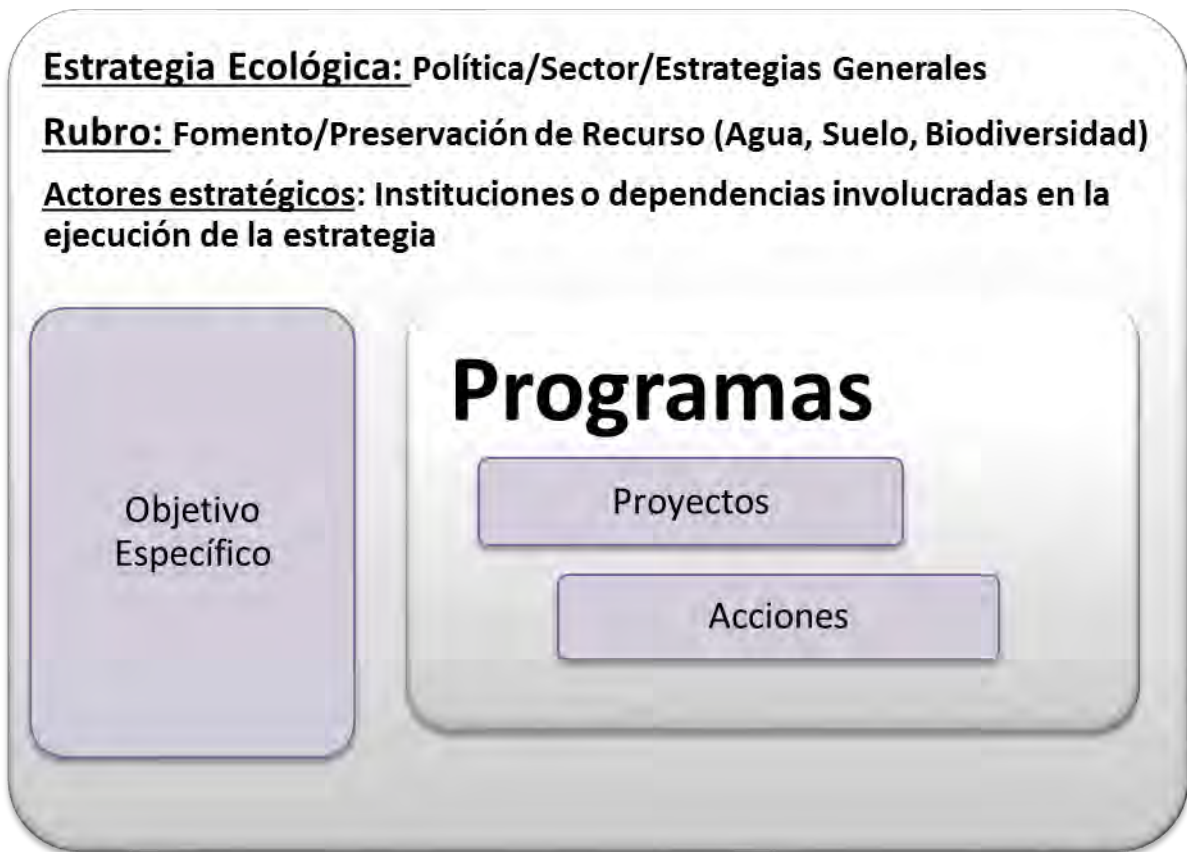 Estrategia Ecológica: Política/Sector/Estrategias Generales
Rubro: Fomento/Preservación de Recurso (Agua, Suelo, Biodiversidad)
Actores estratégicos: Instituciones o dependencias involucradas en la
ejecución de la estrategia
Objetivo
Específico
Programas
Proyectos
Acciones